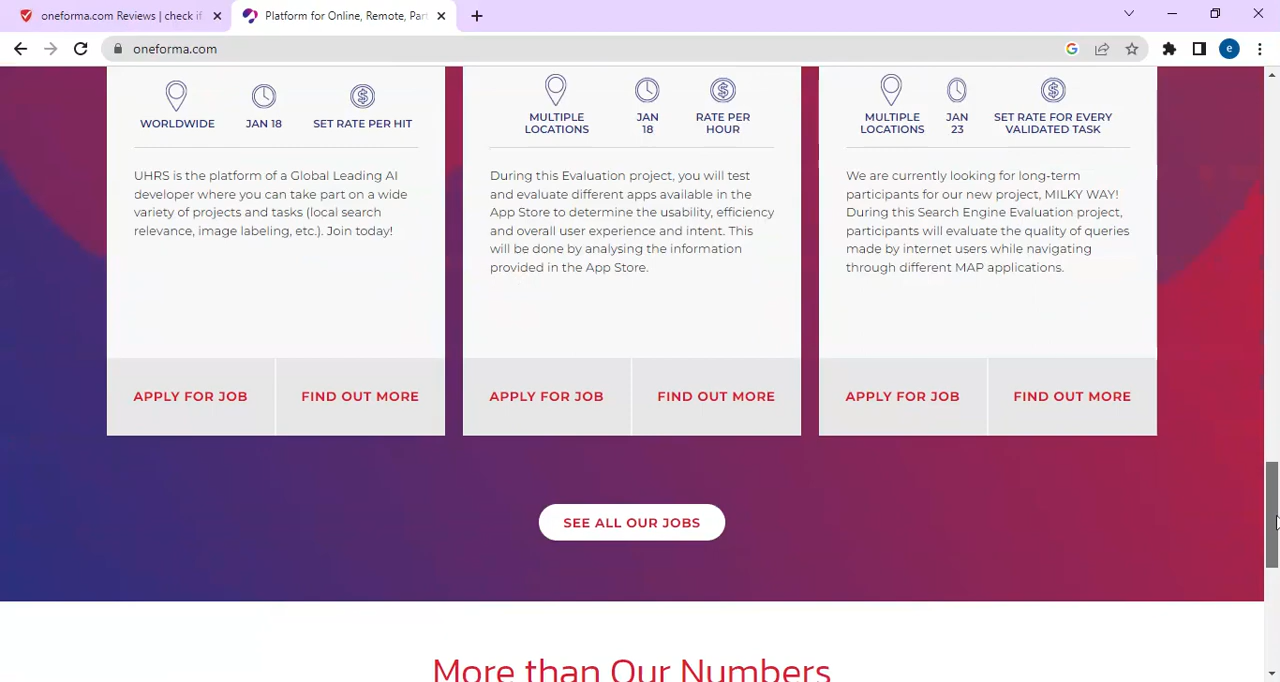 oneforma.com Reviews | check if
Platform for Online, Remote, Part
oneforma.com
e
WORLDWIDE
JAN 18
SET RATE PER HIT
UHRS is the platform of a Global Leading AI
developer where you can take part on a wide
variety of projects and tasks (local search
relevance, image labeling, etc.). Join today!
APPLY FOR JOB
FIND OUT MORE
MULTIPLE
LOCATIONS
JAN
18
RATE PER
HOUR
During this Evaluation project, you will test
and evaluate different apps available in the
App Store to determine the usability, efficiency
and overall user experience and intent. This
will be done by analysing the information
provided in the App Store.
APPLY FOR JOB
FIND OUT MORE
MULTIPLE
LOCATIONS
JAN
23
SET RATE FOR EVERY
VALIDATED TASK
We are currently looking for long-term
participants for our new project, MILKY WAY!
During this Search Engine Evaluation project,
participants will evaluate the quality of queries
made by internet users while navigating
through different MAP applications.
APPLY FOR JOB
FIND OUT MORE
SEE ALL OUR JOBS
More than Our Numbers